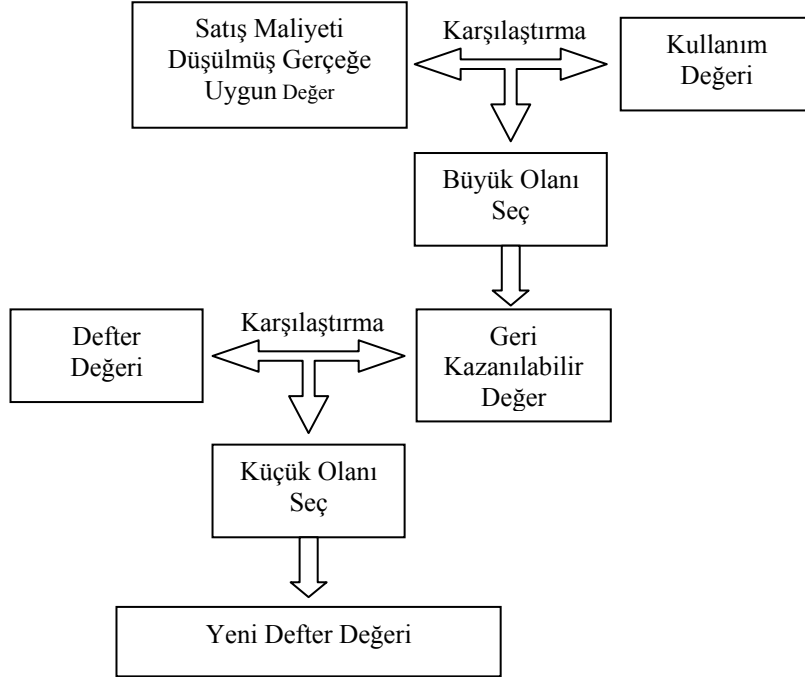 Satış Maliyeti
Düşülmüş Gerçeğe
Uygun Değer
Karşılaştırma
Kullanım
Değeri
Büyük Olanı
Seç
Defter
Değeri
Karşılaştırma
Geri
Kazanılabilir
Değer
Küçük Olanı
Seç
Yeni Defter Değeri